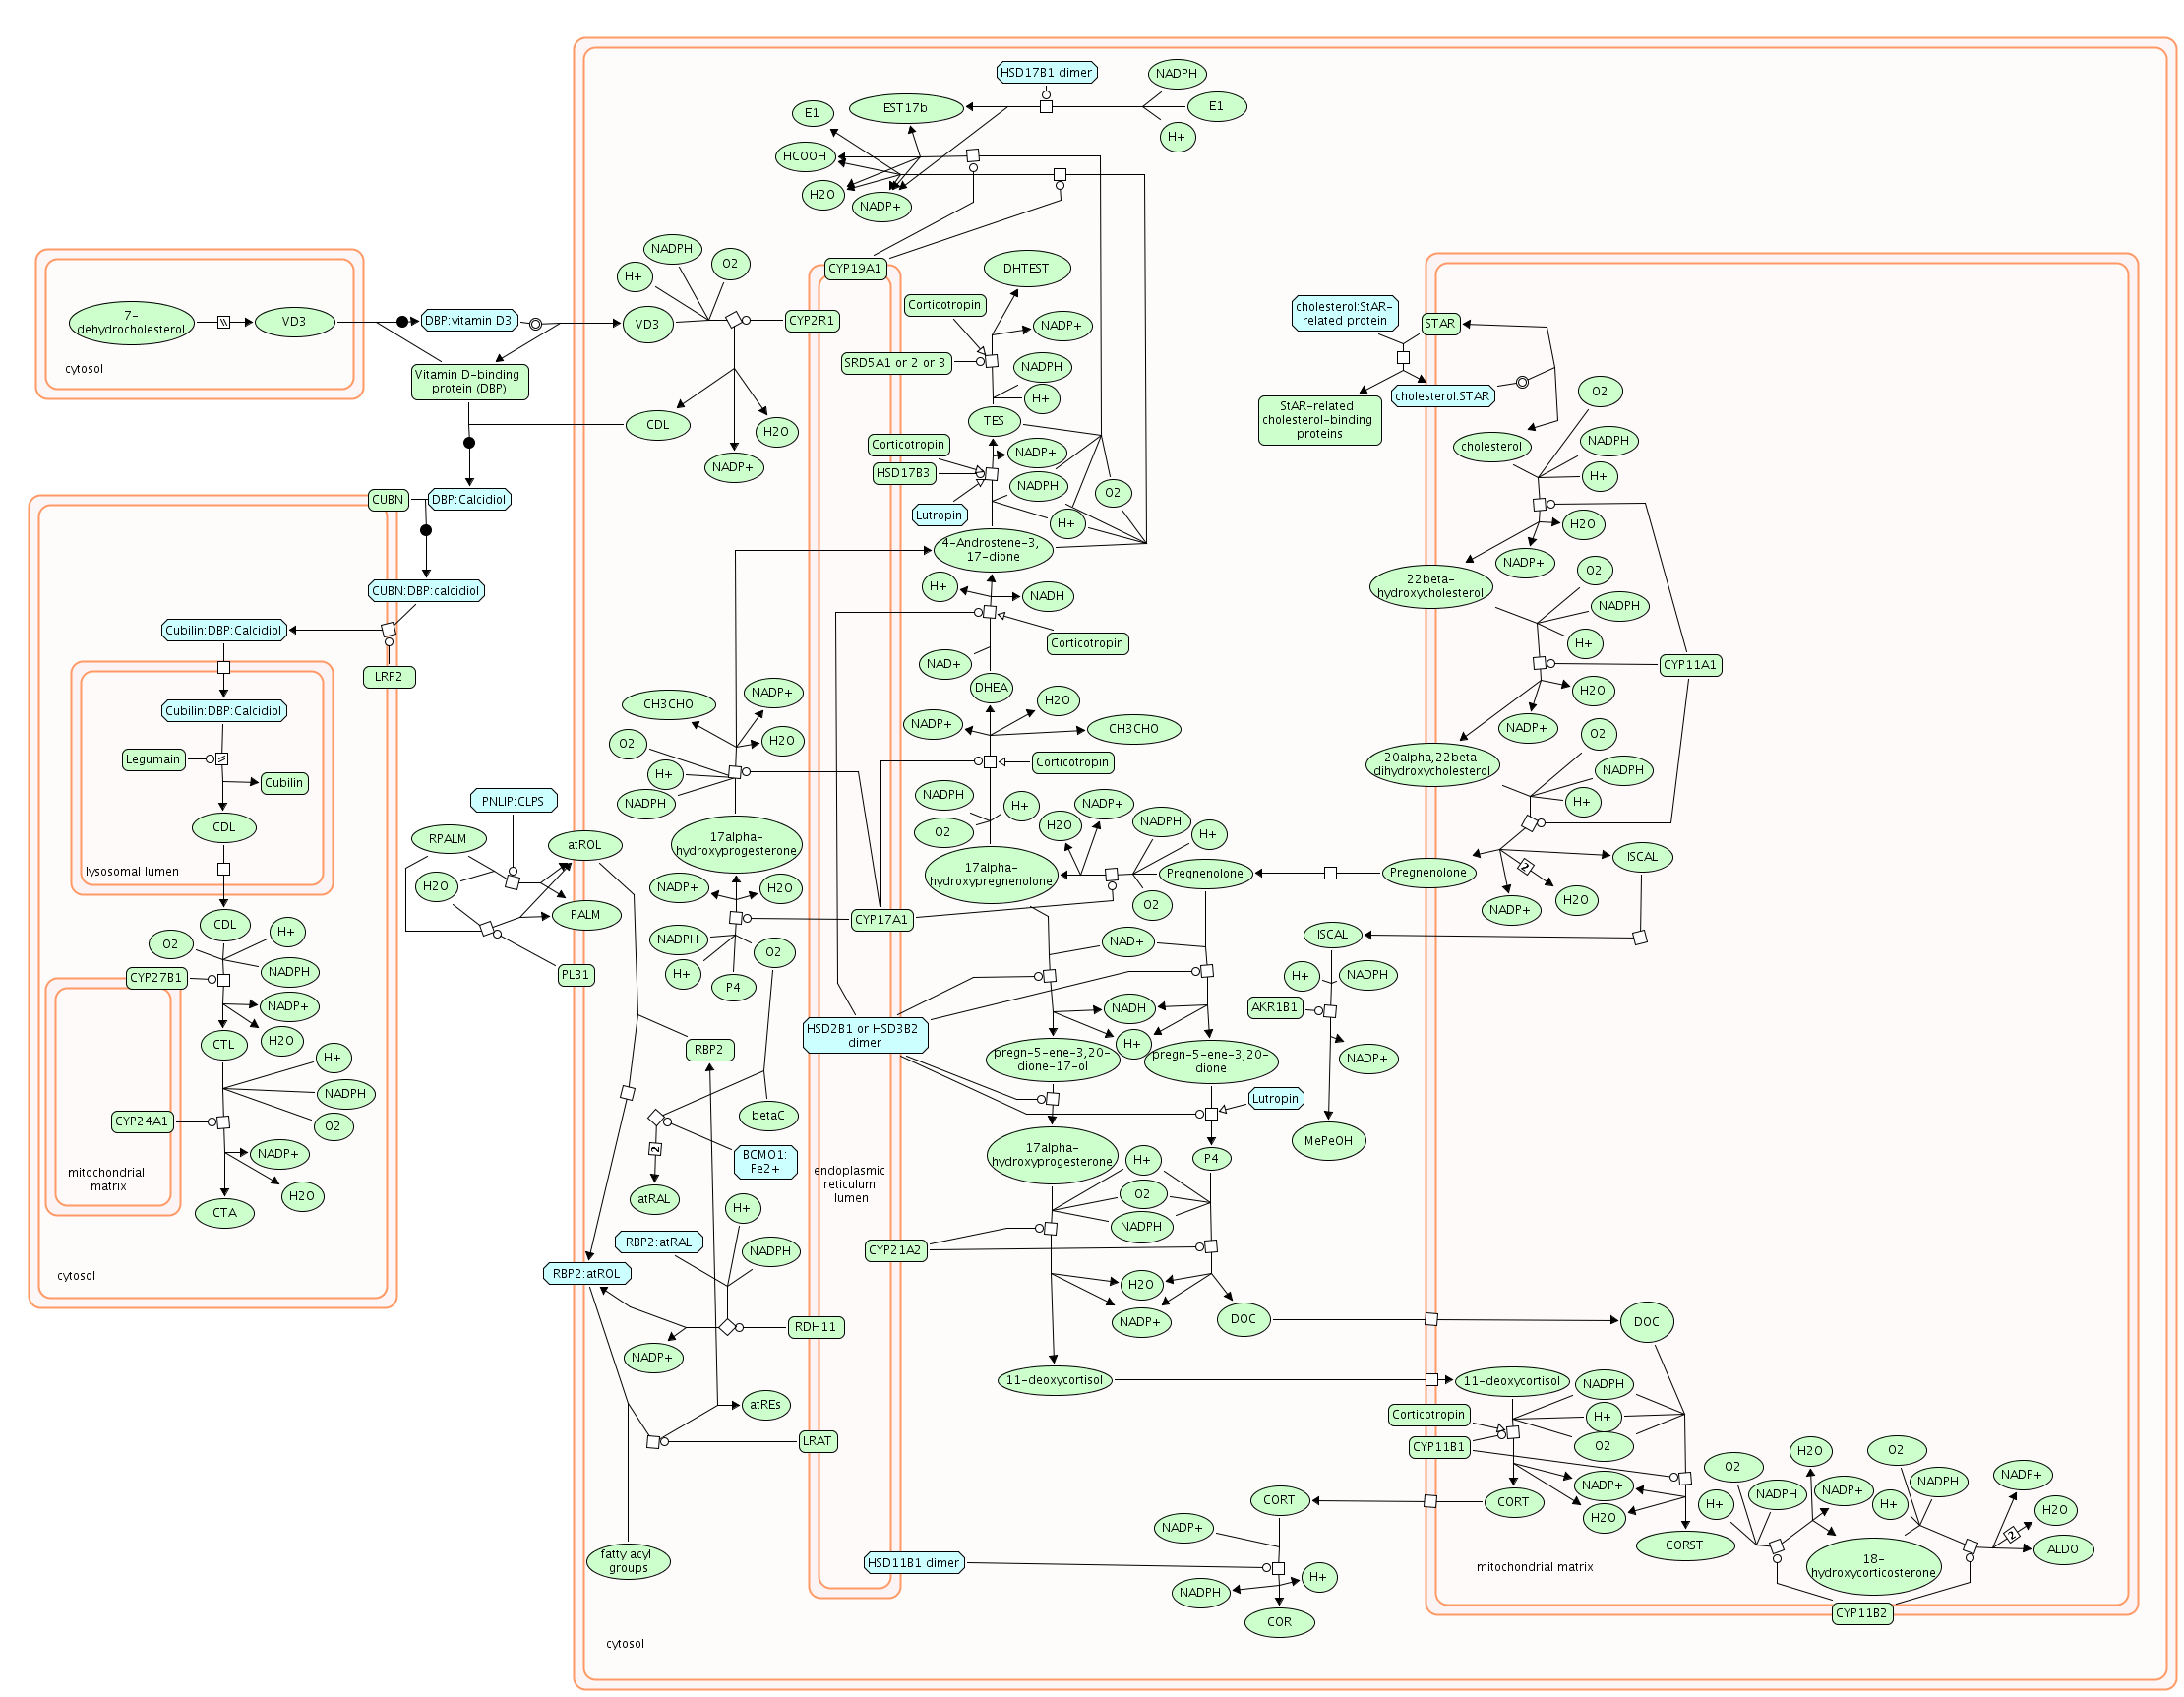 HSD17B1 dimer
NADPH
EST17b
E1
E1
H+
HCOOH
H2O
NADP+
CYP19A1
NADPH
O2
H+
VD3
CYP2R1
CDL
H2O
NADP+
7-
dehydrocholesterol
VD3
cytosol
DBP:vitamin D3
Vitamin D-binding
protein (DBP)
DHTEST
Corticotropin
NADP+
SRD5A1 or 2 or 3
NADPH
H+
TES
Corticotropin
NADP+
HSD17B3
NADPH
O2
Lutropin
H+
4-Androstene-3,
17-dione
H+
NADH
Corticotropin
NAD+
DHEA
H2O
NADP+
CH3CHO
Corticotropin
NADPH
H+
O2
H2O
NADP+
NADPH
H+
17alpha-
hydroxypregnenolone
Pregnenolone
O2
cholesterol:StAR-
related protein
STAR
cholesterol:STAR
StAR-related
cholesterol-binding
proteins
O2
cholesterol
NADPH
H+
H2O
NADP+
22beta-
hydroxycholesterol
O2
NADPH
H+
CYP11A1
H2O
NADP+
20alpha,22beta
dihydroxycholesterol
O2
NADPH
H+
Pregnenolone
ISCAL
2
H2O
NADP+
CUBN
DBP:Calcidiol
CUBN:DBP:calcidiol
Cubilin:DBP:Calcidiol
LRP2
Cubilin:DBP:Calcidiol
Legumain
Cubilin
CDL
lysosomal lumen
CDL
O2
H+
CYP27B1
NADPH
NADP+
H2O
CTL
H+
NADPH
CYP24A1
O2
NADP+
mitochondrial
matrix
H2O
CTA
cytosol
PNLIP:CLPS
RPALM
atROL
H2O
PALM
PLB1
CH3CHO
NADP+
O2
H2O
H+
NADPH
17alpha-
hydroxyprogesterone
NADP+
H2O
CYP17A1
NADPH
O2
H+
P4
HSD2B1 or HSD3B2
dimer
RBP2
betaC
BCMO1:
Fe2+
2
atRAL
endoplasmic
reticulum
lumen
H+
RBP2:atRAL
NADPH
RBP2:atROL
RDH11
NADP+
atREs
LRAT
fatty acyl
groups
NAD+
NADH
H+
pregn-5-ene-3,20-
dione-17-ol
pregn-5-ene-3,20-
dione
Lutropin
17alpha-
hydroxyprogesterone
P4
H+
O2
NADPH
CYP21A2
H2O
NADP+
DOC
11-deoxycortisol
ISCAL
H+
NADPH
AKR1B1
NADP+
MePeOH
DOC
11-deoxycortisol
NADPH
Corticotropin
H+
CYP11B1
O2
NADP+
CORT
H2O
CORST
mitochondrial matrix
O2
H2O
O2
NADPH
NADP+
H+
NADPH
H+
NADP+
H2O
2
ALDO
18-
hydroxycorticosterone
CYP11B2
CORT
NADP+
HSD11B1 dimer
H+
NADPH
COR
cytosol